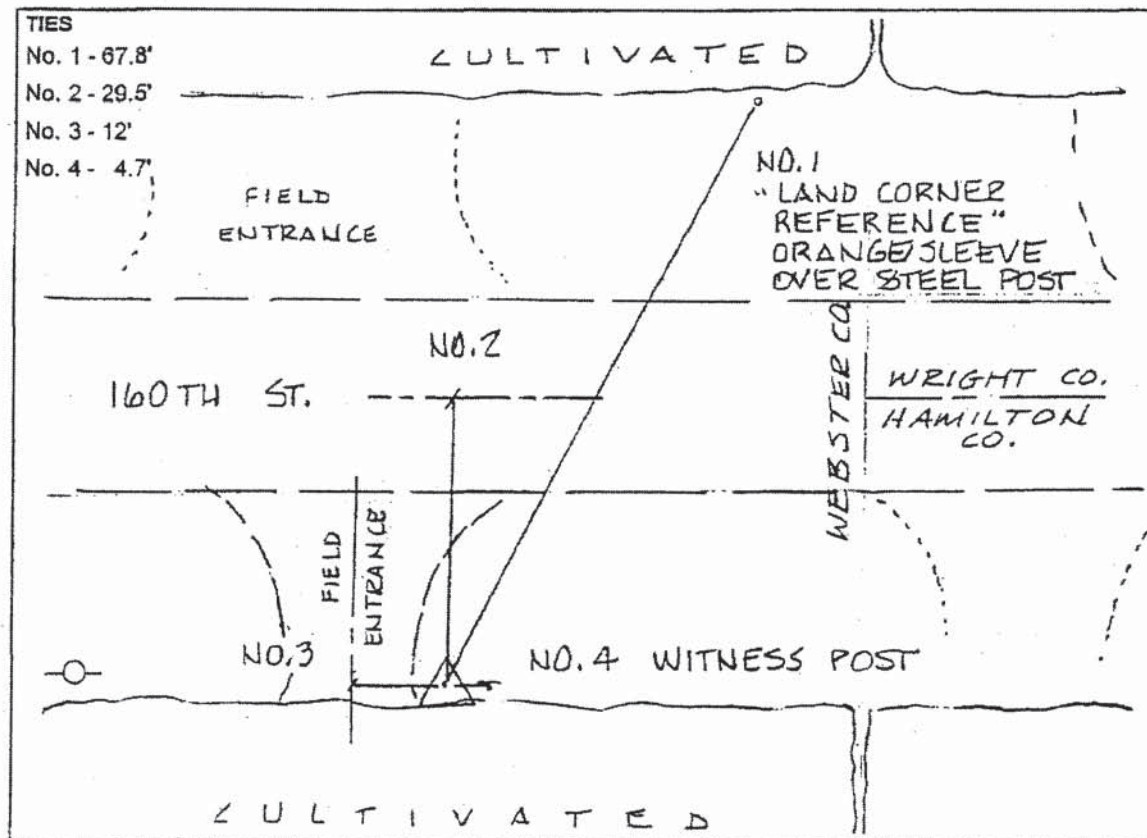 TIES
No. 1 - 67.8'
No. 2 - 29.5'
No. 3 - 12'
No. 4 - 4.7'
CULTIVATED
FIELD
ENTRANCE
NO.1
"LAND CORNER
REFERENCE"
ORANGE SLEEVE
OVER STEEL POST
NO.2
160TH ST.
WEBSTER CO.
WRIGHT CO.
HAMILTON
CO.
FIELD
ENTRANCE
NO.3
NO.4 WITNESS POST
CULTIVATED